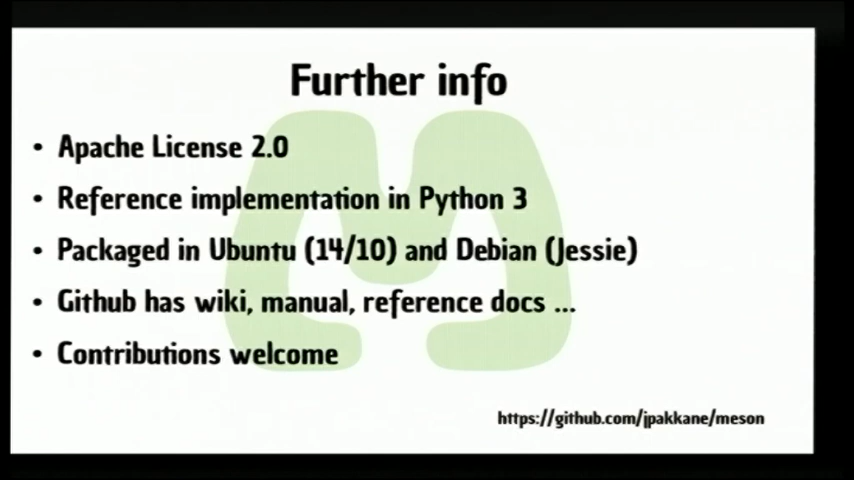 Further info
• Apache License 2.0
• Reference implementation in Python 3
• Packaged in Ubuntu (14/10) and Debian (Jessie)
• Github has wiki, manual, reference docs ...
• Contributions welcome
https://github.com/jpakkane/meson